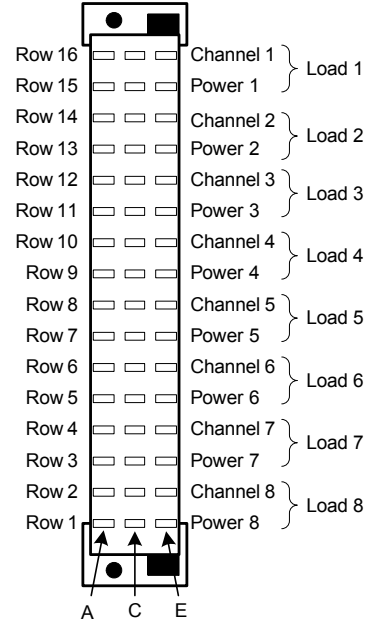 Row 16 Channel 1 Load 1
Row 15 Power 1
Row 14 Channel 2 Load 2
Row 13 Power 2
Row 12 Channel 3 Load 3
Row 11 Power 3
Row 10 Channel 4 Load 4
Row 9 Power 4
Row 8 Channel 5 Load 5
Row 7 Power 5
Row 6 Channel 6 Load 6
Row 5 Power 6
Row 4 Channel 7 Load 7
Row 3 Power 7
Row 2 Channel 8 Load 8
Row 1 Power 8
A C E